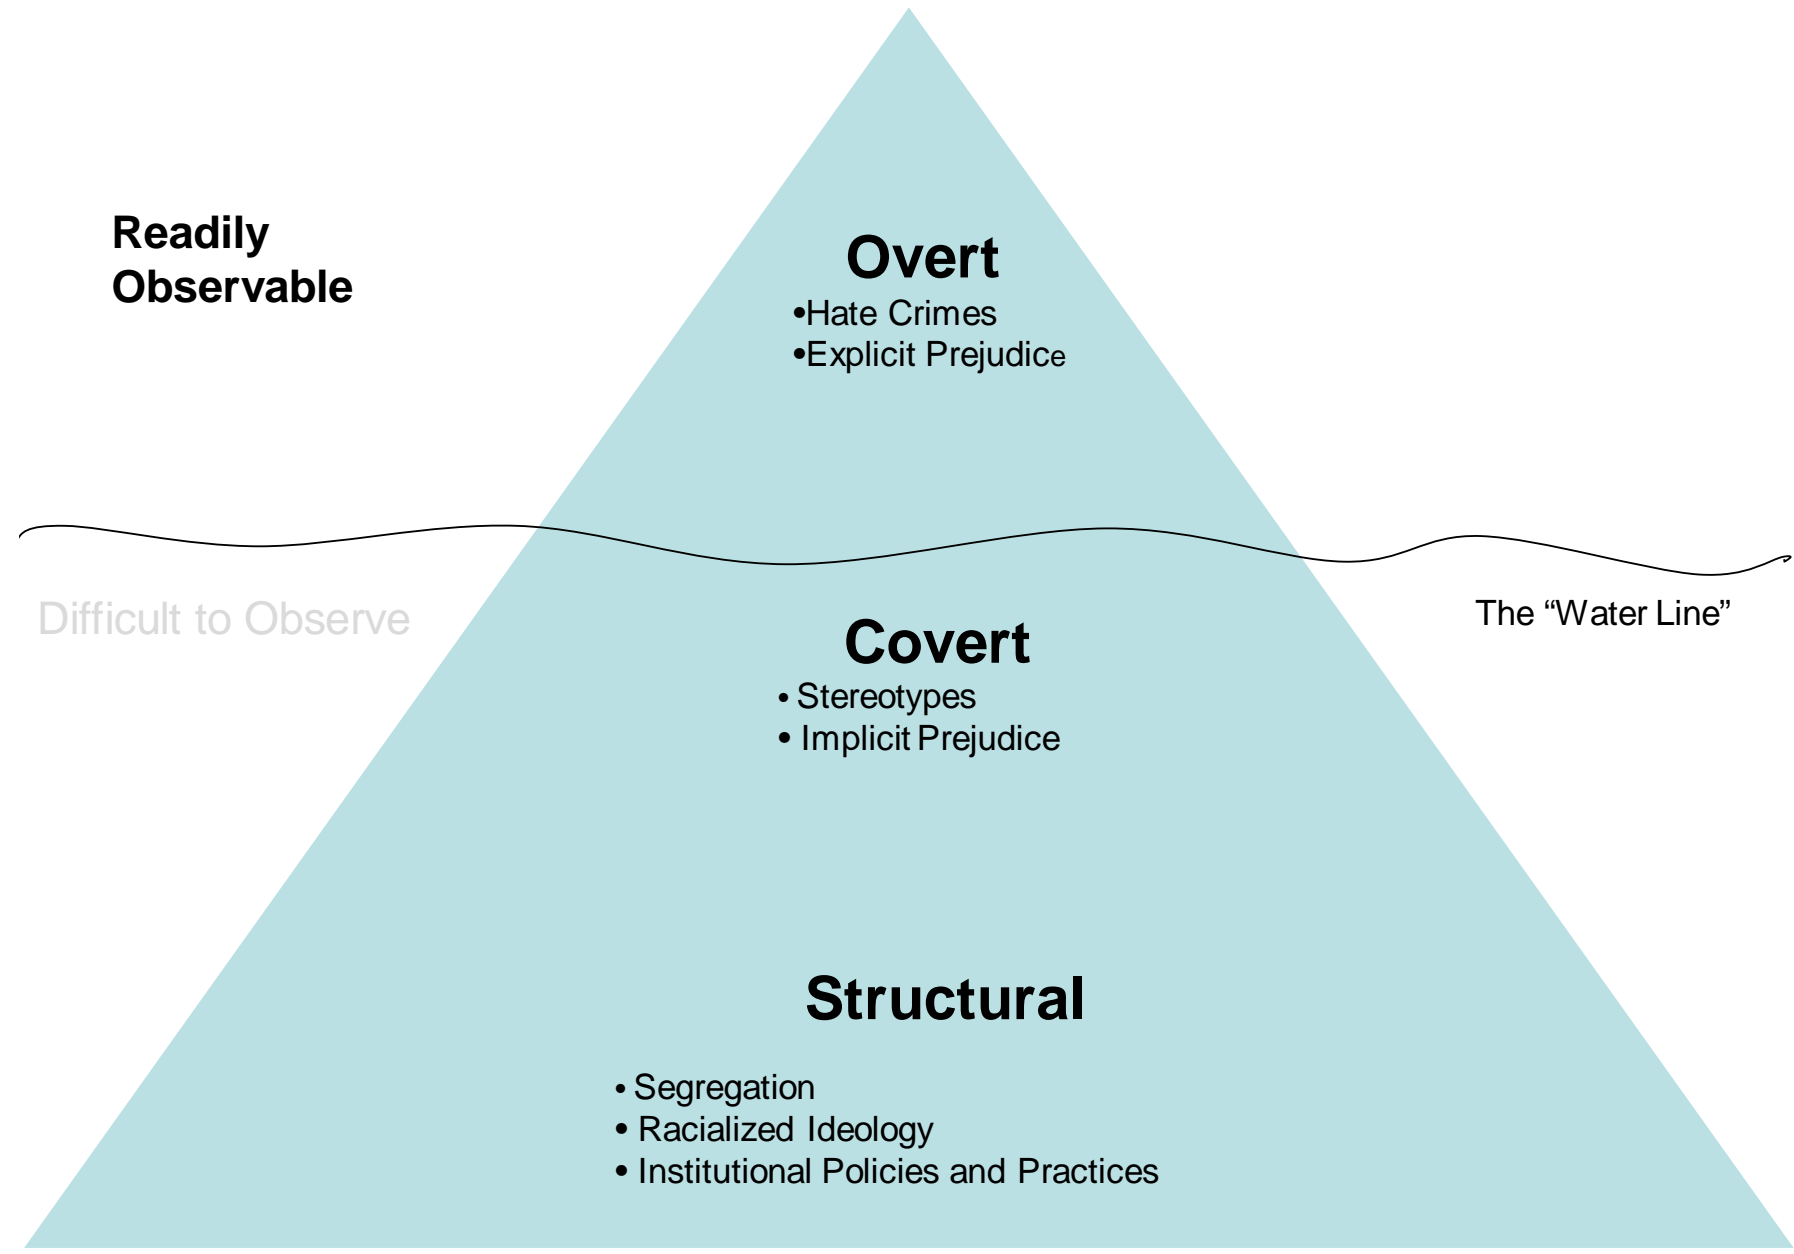 Readily
Observable
Overt
•Hate Crimes
•Explicit Prejudice
Difficult to Observe
The “Water Line”
Covert
• Stereotypes
• Implicit Prejudice
Structural
• Segregation
• Racialized Ideology
• Institutional Policies and Practices